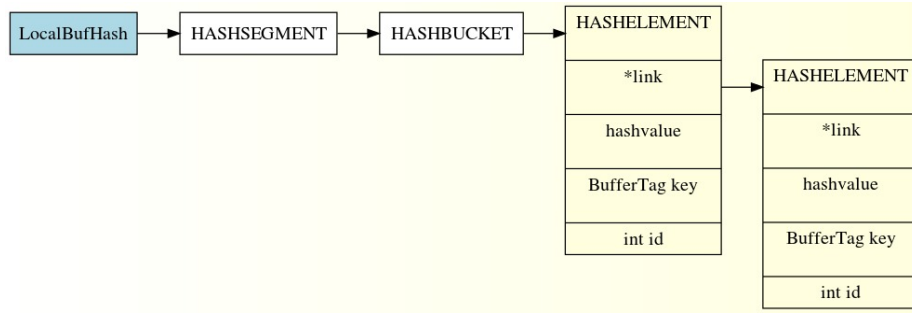 LocalBufHash
HASHSEGMENT
HASHBUCKET
HASHELEMENT
*link
hashvalue
BufferTag key
int id
HASHELEMENT
*link
hashvalue
BufferTag key
int id